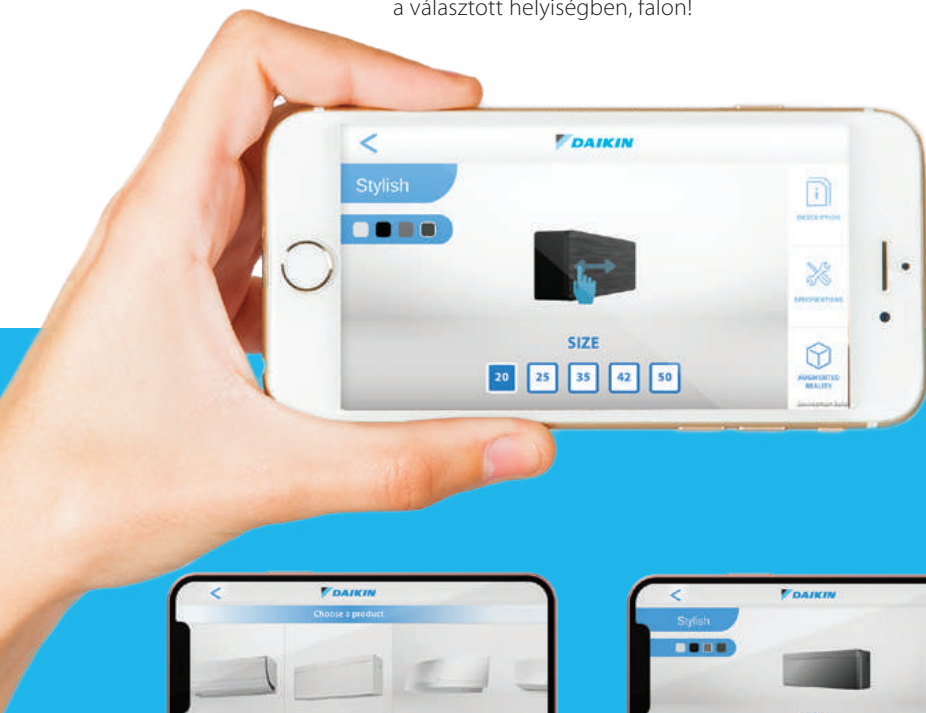 a választott helyiségben, falon!
DAIKIN
Stylish
DESCRIPTION
SPECIFICATIONS
SIZE
20 25 35 42 50
AUGMENTED
REALITY
DAIKIN
Choose a product
DAIKIN
Stylish